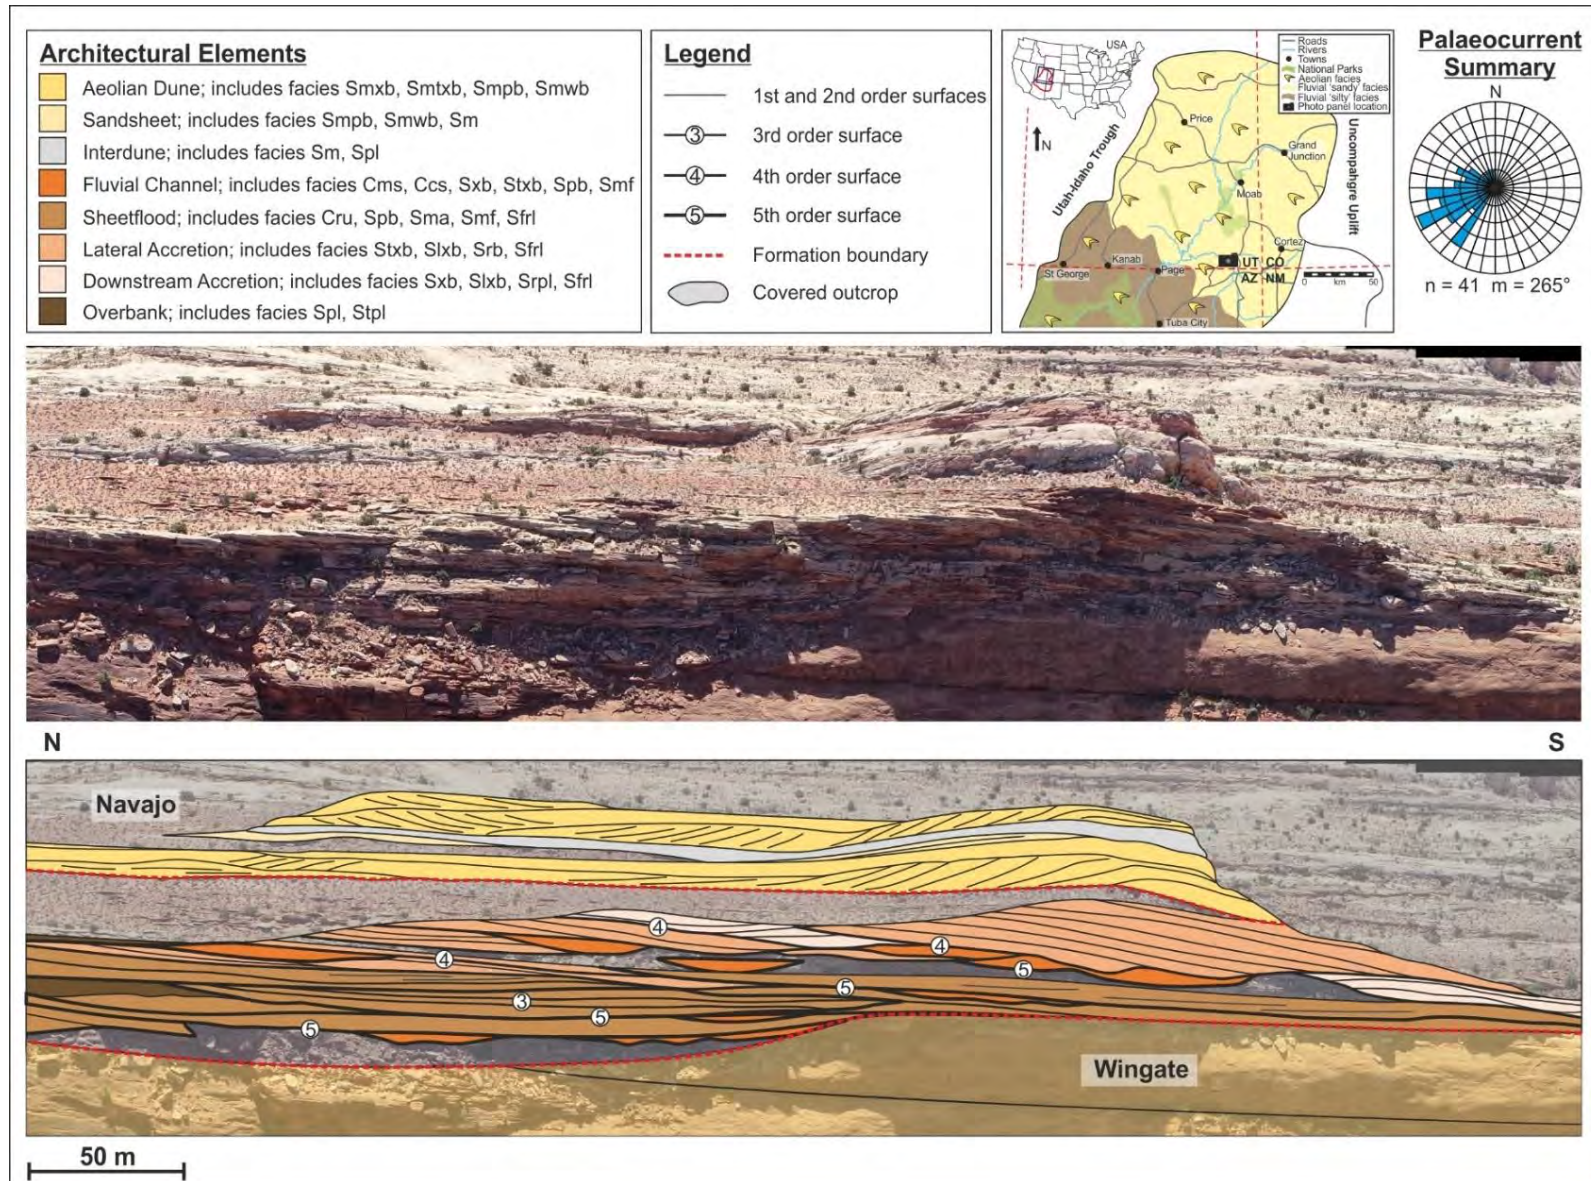 Architectural Elements
Aeolian Dune; includes facies Smxb, Smtxb, Smpb, Smwb
Sandsheet; includes facies Smpb, Smwb, Sm
Interdune; includes facies Sm, Spl
Fluvial Channel; includes facies Cms, Ccs, Sxb, Stxb, Spb, Smf
Sheetflood; includes facies Cru, Spb, Sma, Smf, Sfrl
Lateral Accretion; includes facies Stxb, Slxb, Srb, Sfrl
Downstream Accretion; includes facies Sxb, Slxb, Srpl, Sfrl
Overbank; includes facies Spl, Stpl
Legend
1st and 2nd order surfaces
3 3rd order surface
4 4th order surface
5 5th order surface
Formation boundary
Covered outcrop
USA
N
Utah-Idaho Trough
Uncompahgre Uplift
Roads
Rivers
Towns
National Parks
Aeolian facies
Fluvial 'sandy' facies
Fluvial 'silty' facies
Photo panel location
Price
Grand
Junction
Moab
Cortez
St George
Kanab
Page
UT CO
AZ NM
0 km 50
Tuba City
Palaeocurrent
Summary
N
n = 41 m = 265°
N S
Navajo
4
4
4
5
5
3
5
5
Wingate
50 m